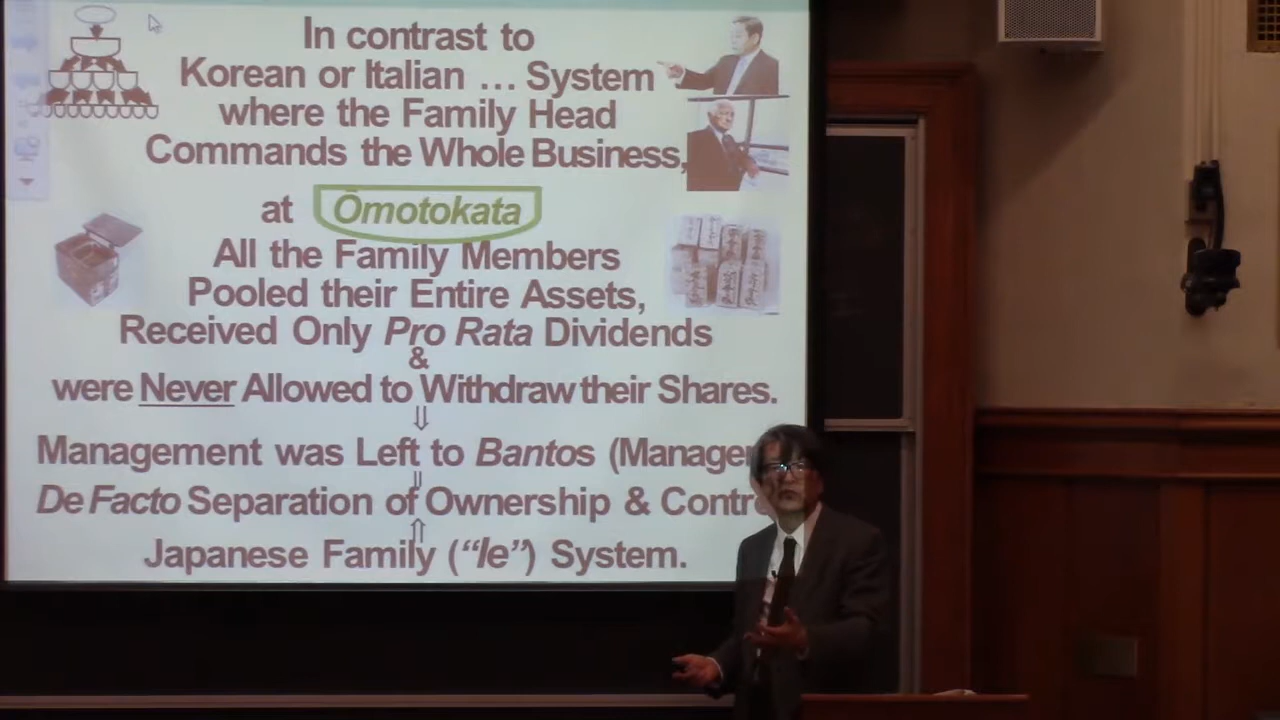 In contrast to
Korean or Italian … System
where the Family Head
Commands the Whole Business,
at Ōmotokata
All the Family Members
Pooled their Entire Assets,
Received Only Pro Rata Dividends
&
were Never Allowed to Withdraw their Shares.
⇓
Management was Left to Bantos (Manager
||
De Facto Separation of Ownership & Contro
⇑
Japanese Family (“Ie”) System.